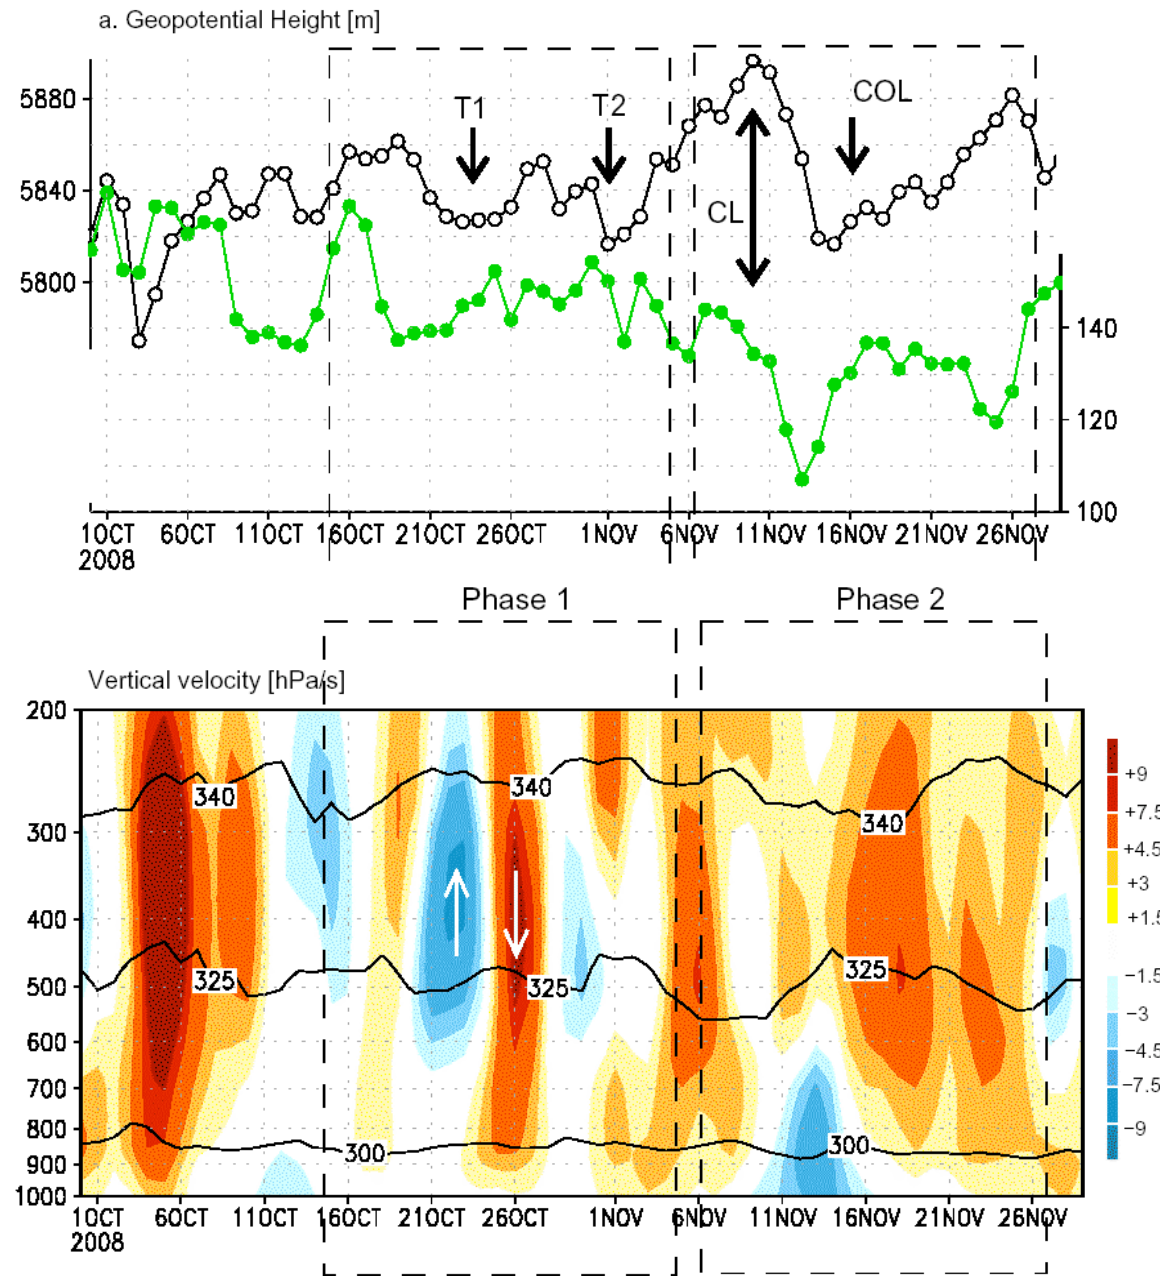 a. Geopotential Height [m]
5880
5840
5800
T1
T2
CL
COL
140
120
100
1OCT 6OCT 11OCT 16OCT 21OCT 26OCT 1NOV 6NOV 11NOV 16NOV 21NOV 26NOV
2008
Phase 1 Phase 2
Vertical velocity [hPa/s]
200
300
400
500
600
700
800
900
1000
340 340 340
325 325 325
300 300
+9
+7.5
+4.5
+3
+1.5
-1.5
-3
-4.5
-7.5
-9
1OCT 6OCT 11OCT 16OCT 21OCT 26OCT 1NOV 6NOV 11NOV 16NOV 21NOV 26NOV
2008